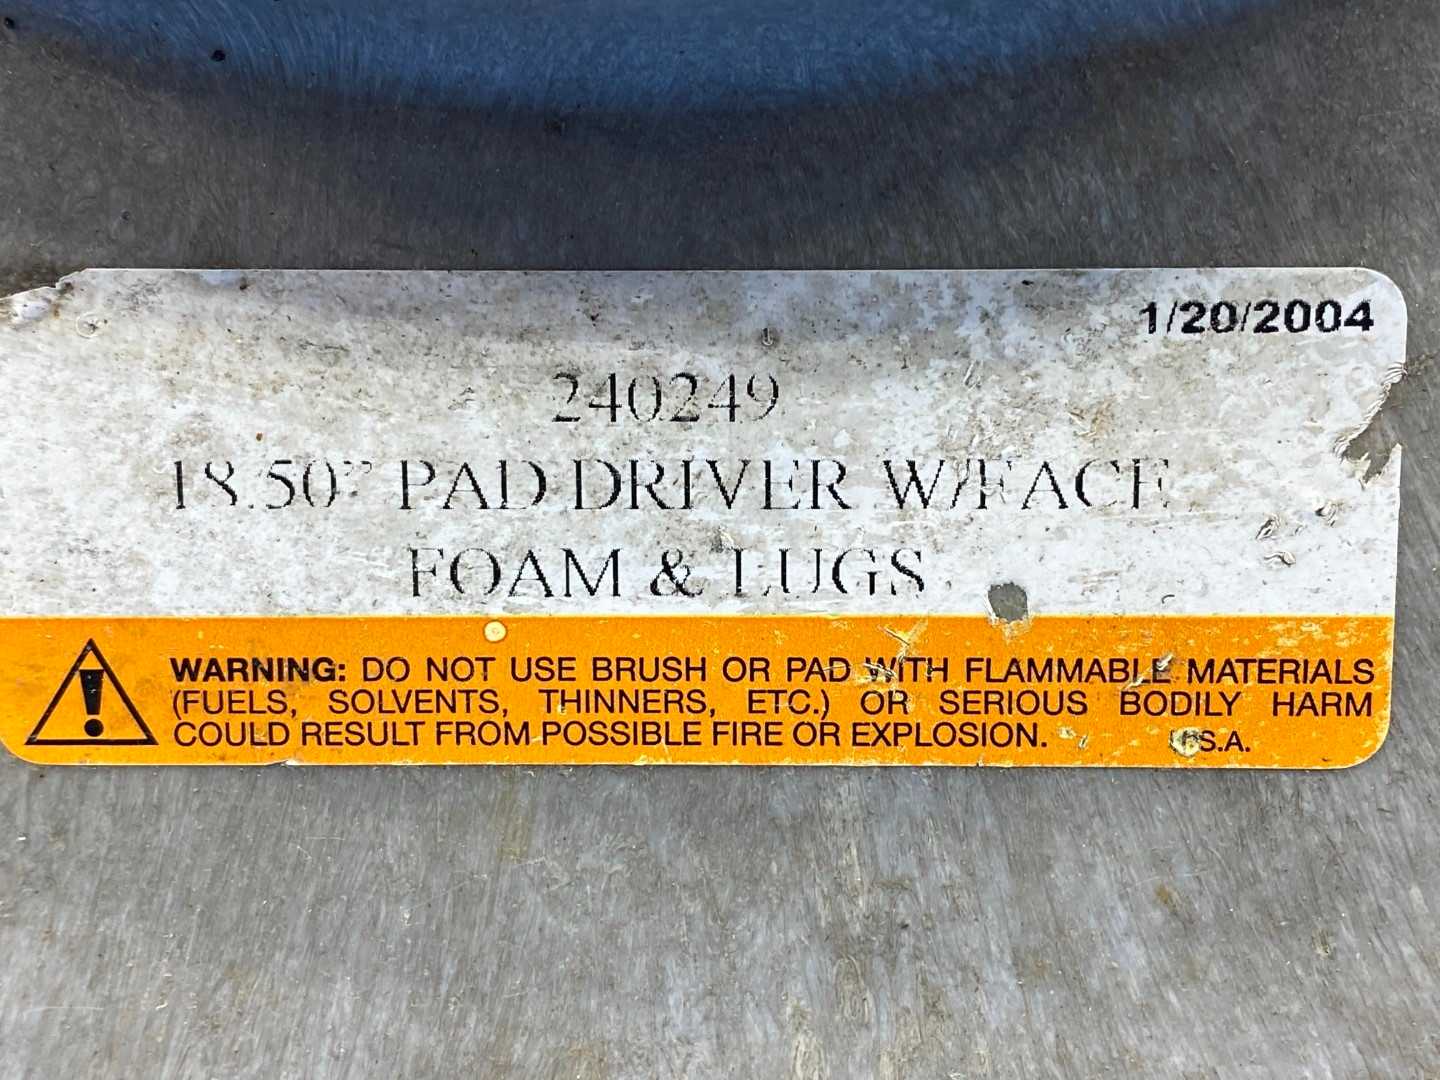 1/20/2004
240249
18.50" PAD DRIVER W/FACE
FOAM & LUGS
WARNING: DO NOT USE BRUSH OR PAD WITH FLAMMABLE MATERIALS
(FUELS, SOLVENTS, THINNERS, ETC.) OR SERIOUS BODILY HARM
COULD RESULT FROM POSSIBLE FIRE OR EXPLOSION. U.S.A.